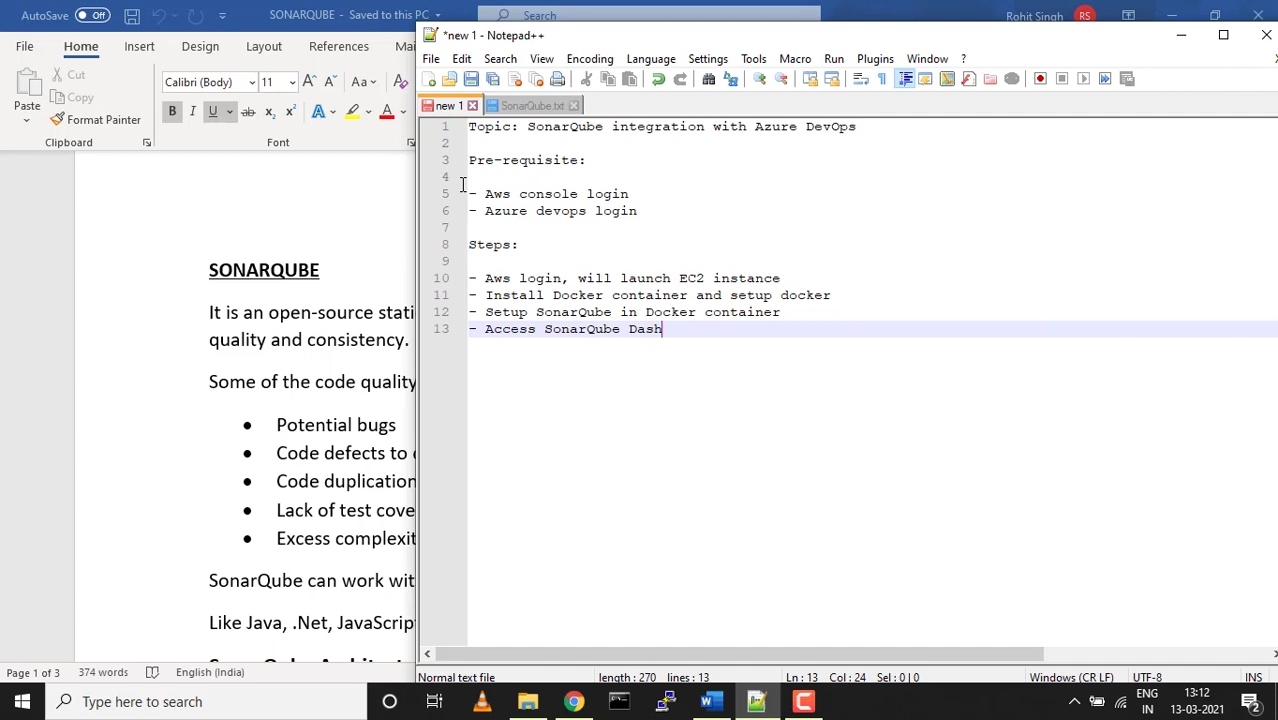 AutoSave Off SONARQUBE - Saved to this PC Search Rohit Singh RS
File Home Insert Design Layout References
Paste Cut Copy Format Painter
Calibri (Body) 11 Aa
B I U ab x₂ x² A A
Clipboard Font
SONARQUBE
It is an open-source
quality and consistency.
Some of the code quality
• Potential bugs
• Code defects to
• Code duplication
• Lack of test
• Excess
SonarQube can work
Like Java, .Net,
Page 1 of 3 374 words English (India)
*new 1 - Notepad++
File Edit Search View Encoding Language Settings Tools Macro Run Plugins Window ?
new 1 SonarQube.txt
1 Topic: SonarQube integration with Azure DevOps
2
3 Pre-requisite:
4
5 - Aws console login
6 - Azure devops login
7
8 Steps:
9
10 - Aws login, will launch EC2 instance
11 - Install Docker container and setup docker
12 - Setup SonarQube in Docker container
13 - Access SonarQube Dash
Normal text file length : 270 lines : 13 Ln : 13 Col : 24 Sel : 0 | 0 Windows (CR LF) UTF-8 INS
Type here to search
ENG IN 13:12 13-03-2021 2